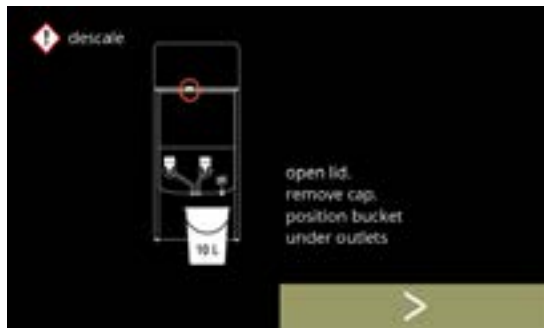 descale
open lid.
remove cap.
position bucket
under outlets
10 L
>